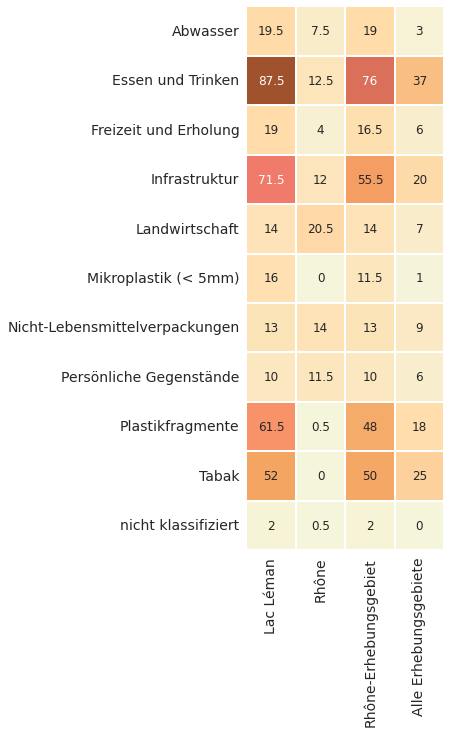 Abwasser 19.5 7.5 19 3
Essen und Trinken 87.5 12.5 76 37
Freizeit und Erholung 19 4 16.5 6
Infrastruktur 71.5 12 55.5 20
Landwirtschaft 14 20.5 14 7
Mikroplastik (< 5mm) 16 0 11.5 1
Nicht-Lebensmittelverpackungen 13 14 13 9
Persönliche Gegenstände 10 11.5 10 6
Plastikfragmente 61.5 0.5 48 18
Tabak 52 0 50 25
nicht klassifiziert 2 0.5 2 0
Lac Léman
Rhône
Rhône-Erhebungsgebiet
Alle Erhebungsgebiete